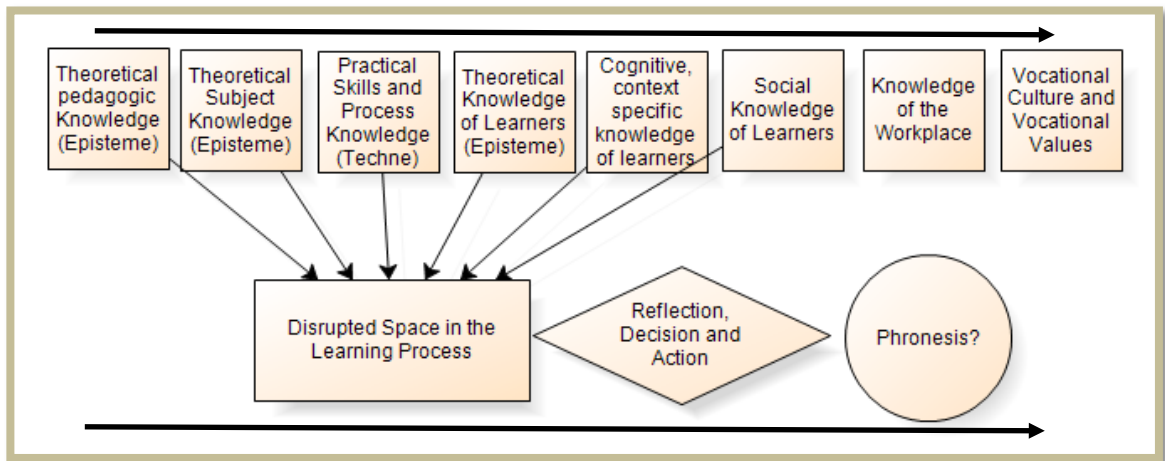 Theoretical
pedagogic
Knowledge
(Episteme)
Theoretical
Subject
Knowledge
(Episteme)
Practical
Skills and
Process
Knowledge
(Techne)
Theoretical
Knowledge
of Learners
(Episteme)
Cognitive,
context
specific
knowledge
of learners
Social
Knowledge
of Learners
Knowledge
of the
Workplace
Vocational
Culture and
Vocational
Values
Disrupted Space in the
Learning Process
Reflection,
Decision and
Action
Phronesis?